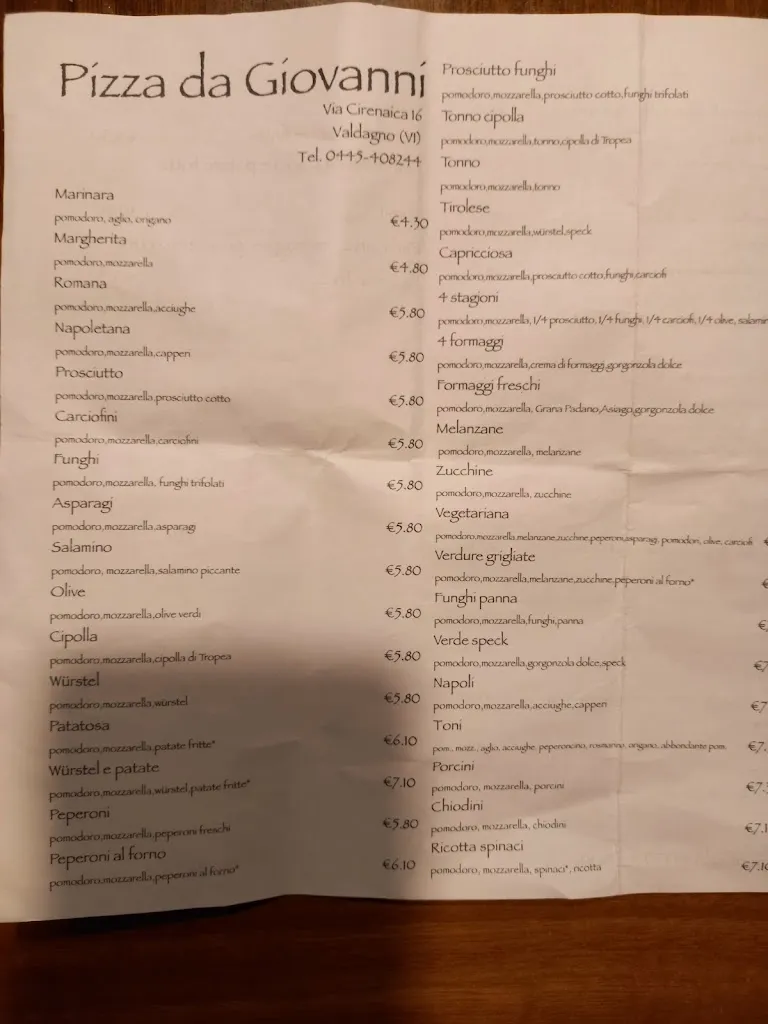 Pizza da Giovanni
Via Cirenaica 16
Valdagno (VI)
Tel. 0445-408244
Marinara
pomodoro, aglio, origano €4.30
Margherita
pomodoro,mozzarella €4.80
Romana
pomodoro,mozzarella,acciughe €5.80
Napoletana
pomodoro,mozzarella,capperi €5.80
Prosciutto
pomodoro,mozzarella,prosciutto cotto €5.80
Carciofini
pomodoro,mozzarella,carciofini €5.80
Funghi
pomodoro,mozzarella, funghi trifolati €5.80
Asparagi
pomodoro,mozzarella,asparagi €5.80
Salamino
pomodoro, mozzarella,salamino piccante €5.80
Olive
pomodoro,mozzarella,olive verdi €5.80
Cipolla
pomodoro,mozzarella,cipolla di Tropea €5.80
Würstel
pomodoro,mozzarella,würstel €5.80
Patatosa
pomodoro,mozzarella,patate fritte* €6.10
Würstel e patate
pomodoro,mozzarella,würstel,patate fritte* €7.10
Peperoni
pomodoro,mozzarella,peperoni freschi €5.80
Peperoni al forno
pomodoro,mozzarella,peperoni al forno* €6.10
Prosciutto funghi
pomodoro,mozzarella,prosciutto cotto,funghi trifolati
Tonno cipolla
pomodoro,mozzarella,tonno,cipolla di Tropea
Tonno
pomodoro,mozzarella,tonno
Tirolese
pomodoro,mozzarella,würstel,speck
Capricciosa
pomodoro,mozzarella,prosciutto cotto,funghi,carciofi
4 stagioni
pomodoro,mozzarella, 1/4 prosciutto, 1/4 funghi, 1/4 carciofi, 1/4 olive, salamin
4 formaggi
pomodoro,mozzarella,crema di formaggi,gorgonzola dolce
Formaggi freschi
pomodoro,mozzarella, Grana Padano,Asiago,gorgonzola dolce
Melanzane
pomodoro,mozzarella, melanzane
Zucchine
pomodoro,mozzarella, zucchine
Vegetariana
pomodoro,mozzarella,melanzane,zucchine,peperoni,asparagi, pomodori, olive, carciofi €
Verdure grigliate
pomodoro,mozzarella,melanzane,zucchine,peperoni al forno* €
Funghi panna
pomodoro,mozzarella,funghi,panna €
Verde speck
pomodoro,mozzarella,gorgonzola dolce,speck €7
Napoli
pomodoro,mozzarella,acciughe,capperi €7
Toni
pom., mozz., aglio, acciughe, peperoncino, rosmarino, origano, abbondante pom. €7.
Porcini
pomodoro, mozzarella, porcini €7.
Chiodini
pomodoro, mozzarella, chiodini €7.1
Ricotta spinaci
pomodoro, mozzarella, spinaci*, ricotta €7.10